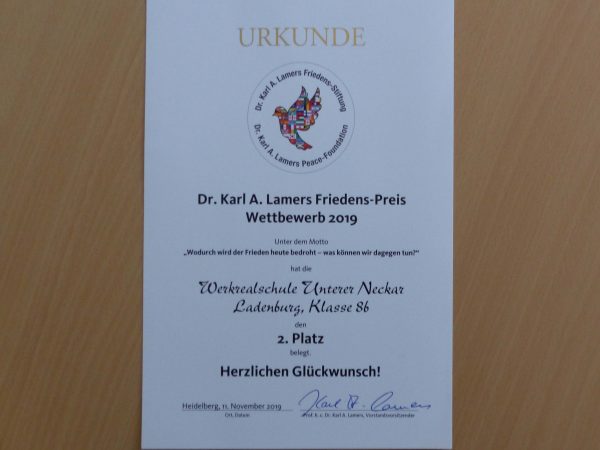 URKUNDE
Dr. Karl A. Lamers Friedens-Stiftung
Dr. Karl A. Lamers Peace-Foundation
Dr. Karl A. Lamers Friedens-Preis
Wettbewerb 2019
Unter dem Motto
„Wodurch wird der Frieden heute bedroht – was können wir dagegen tun?“
hat die
Werkrealschule Unterer Neckar
Ladenburg, Klasse 8b
den
2. Platz
belegt.
Herzlichen Glückwunsch!
Karl A. Lamers
Heidelberg, 11. November 2019
Ort, Datum
Prof. h. c. Dr. Karl A. Lamers, Vorstandsvorsitzender